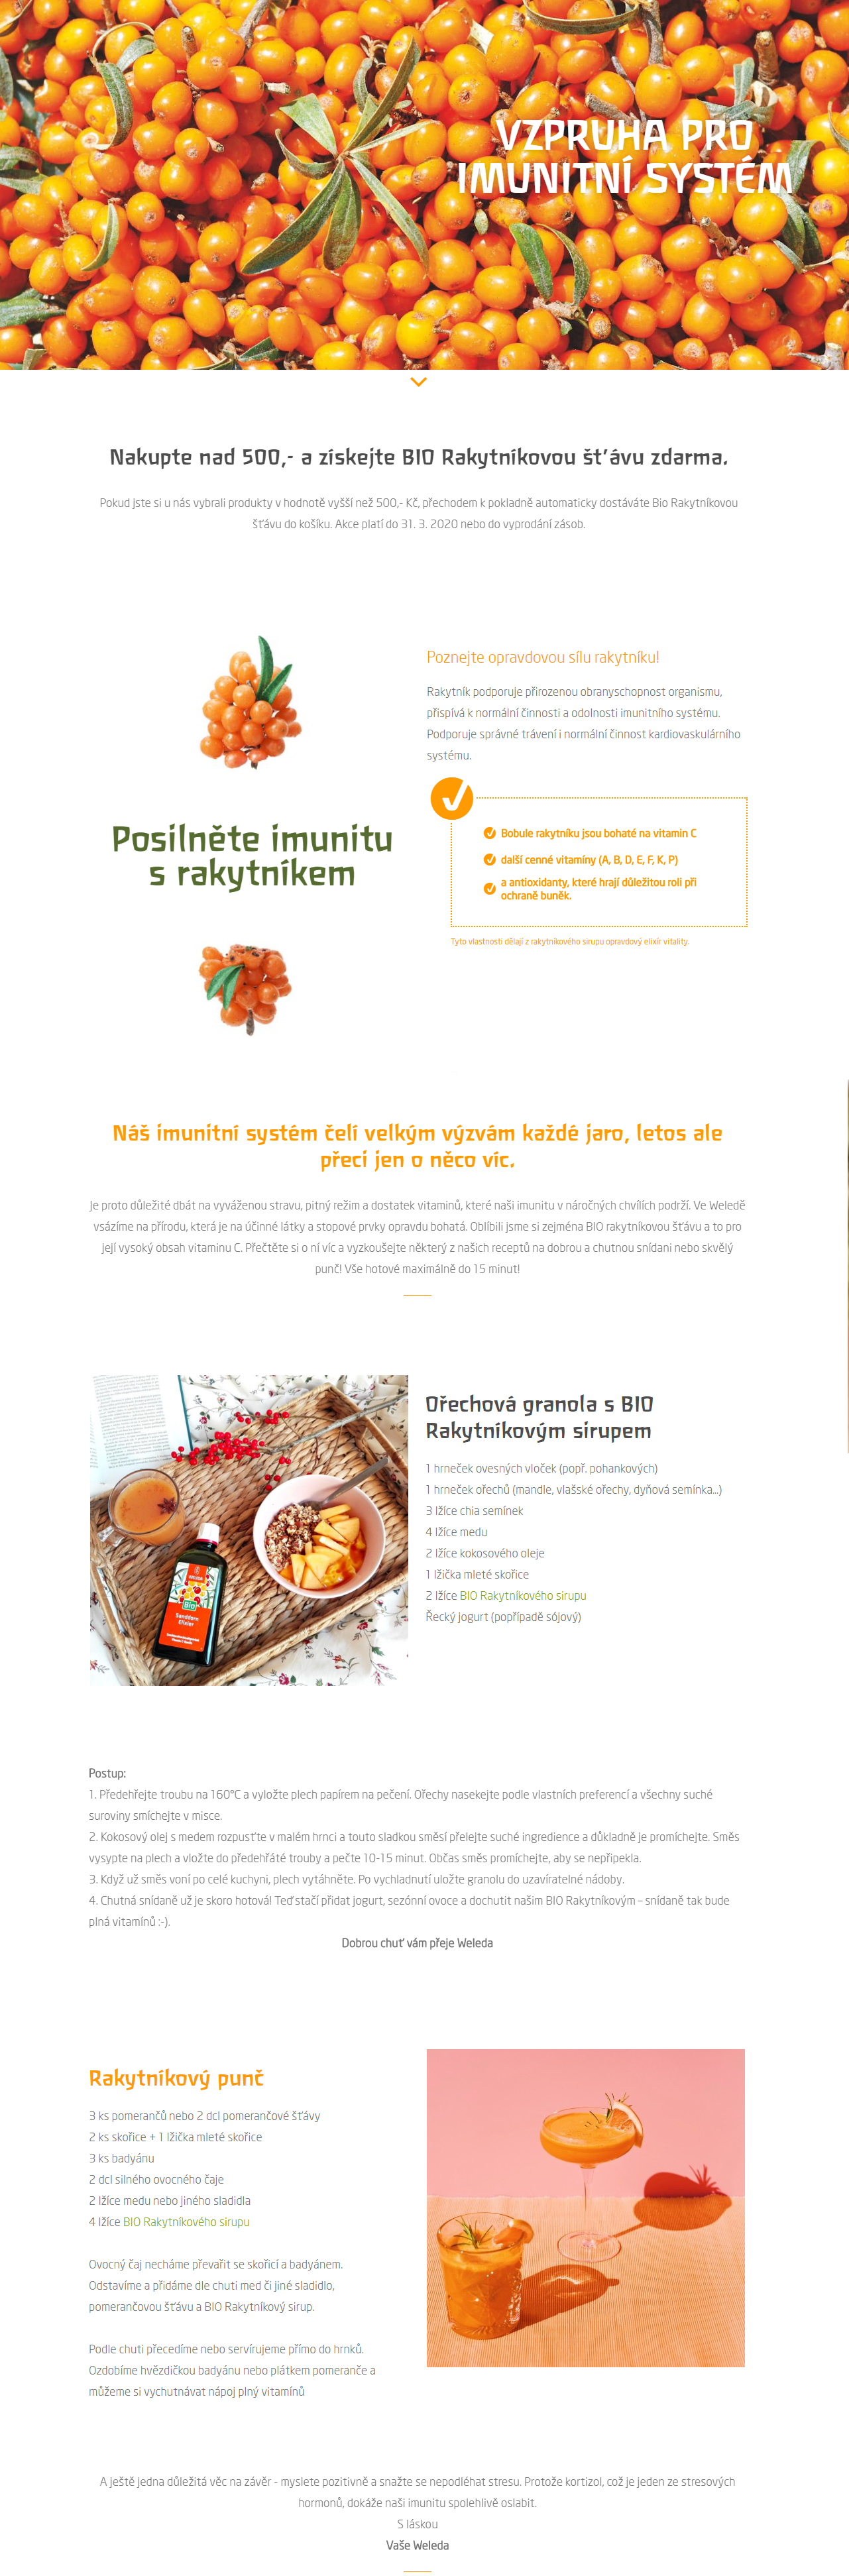 VZPRUHA PRO
IMUNITNÍ SYSTÉM
Nakupte nad 500,- a získejte BIO Rakytníkovou šťávu zdarma.
Pokud jste si u nás vybrali produkty v hodnotě vyšší než 500,- Kč, přechodem k pokladně automaticky dostáváte Bio Rakytníkovou
šťávu do košíku. Akce platí do 31. 3. 2020 nebo do vyprodání zásob.
Posilněte imunitu
s rakytníkem
Poznejte opravdovou sílu rakytníku!
Rakytník podporuje přirozenou obranyschopnost organismu,
přispívá k normální činnosti a odolnosti imunitního systému.
Podporuje správné trávení i normální činnost kardiovaskulárního
systému.
Bobule rakytníku jsou bohaté na vitamin C
další cenné vitamíny (A, B, D, E, F, K, P)
a antioxidanty, které hrají důležitou roli při
ochraně buněk.
Tyto vlastnosti dělají z rakytníkového sirupu opravdový elixír vitality.
Náš imunitní systém čelí velkým výzvám každé jaro, letos ale
přeci jen o něco víc.
Je proto důležité dbát na vyváženou stravu, pitný režim a dostatek vitaminů, které naši imunitu v náročných chvílích podrží. Ve Weledě
vsázíme na přírodu, která je na účinné látky a stopové prvky opravdu bohatá. Oblíbili jsme si zejména BIO rakytníkovou šťávu a to pro
její vysoký obsah vitaminu C. Přečtěte si o ní víc a vyzkoušejte některý z našich receptů na dobrou a chutnou snídani nebo skvělý
punč! Vše hotové maximálně do 15 minut!
Bio
Sanddorn
Elixier
Ořechová granola s BIO
Rakytníkovým sirupem
1 hrneček ovesných vloček (popř. pohankových)
1 hrneček ořechů (mandle, vlašské ořechy, dyňová semínka...)
3 lžíce chia semínek
4 lžíce medu
2 lžíce kokosového oleje
1 lžička mleté skořice
2 lžíce BIO Rakytníkového sirupu
Řecký jogurt (popřípadě sójový)
Postup:
1. Předehřejte troubu na 160°C a vyložte plech papírem na pečení. Ořechy nasekejte podle vlastních preferencí a všechny suché
suroviny smíchejte v misce.
2. Kokosový olej s medem rozpusťte v malém hrnci a touto sladkou směsí přelejte suché ingredience a důkladně je promíchejte. Směs
vysypte na plech a vložte do předehřáté trouby a pečte 10-15 minut. Občas směs promíchejte, aby se nepřipekla.
3. Když už směs voní po celé kuchyni, plech vytáhněte. Po vychladnutí uložte granolu do uzavíratelné nádoby.
4. Chutná snídaně už je skoro hotová! Teď stačí přidat jogurt, sezónní ovoce a dochutit našim BIO Rakytníkovým – snídaně tak bude
plná vitamínů :-).
Dobrou chuť vám přeje Weleda
Rakytníkový punč
3 ks pomerančů nebo 2 dcl pomerančové šťávy
2 ks skořice + 1 lžička mleté skořice
3 ks badyánu
2 dcl silného ovocného čaje
2 lžíce medu nebo jiného sladidla
4 lžíce BIO Rakytníkového sirupu
Ovocný čaj necháme převařit se skořicí a badyánem.
Odstavíme a přidáme dle chuti med či jiné sladidlo,
pomerančovou šťávu a BIO Rakytníkový sirup.
Podle chuti přecedíme nebo servírujeme přímo do hrnků.
Ozdobíme hvězdičkou badyánu nebo plátkem pomeranče a
můžeme si vychutnávat nápoj plný vitamínů
A ještě jedna důležitá věc na závěr - myslete pozitivně a snažte se nepodléhat stresu. Protože kortizol, což je jeden ze stresových
hormonů, dokáže naši imunitu spolehlivě oslabit.
S láskou
Vaše Weleda